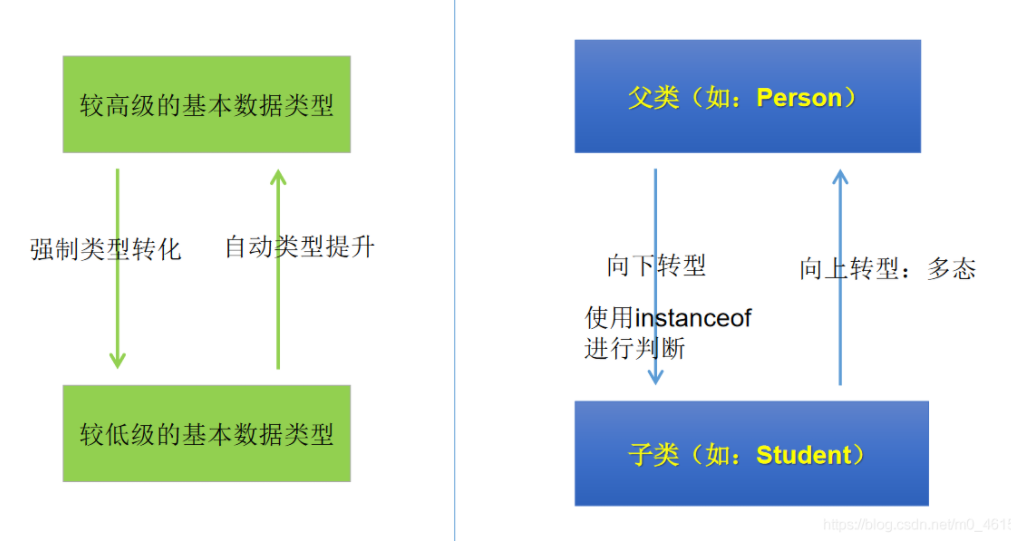 较高级的基本数据类型
强制类型转化
自动类型提升
较低级的基本数据类型
父类（如：Person）
向下转型
向上转型：多态
使用instanceof
进行判断
子类（如：Student）
https://blog.csdn.net/m0_4615